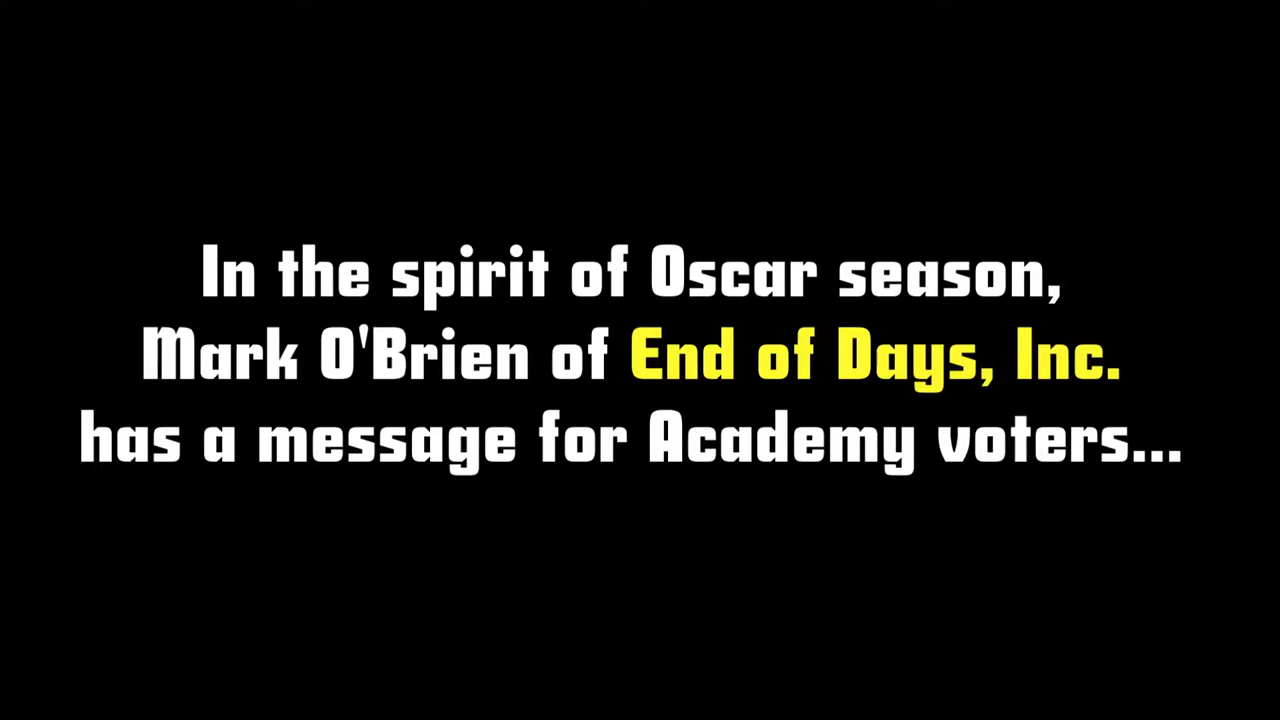 In the spirit of Oscar season,
Mark O'Brien of End of Days, Inc.
has a message for Academy voters...